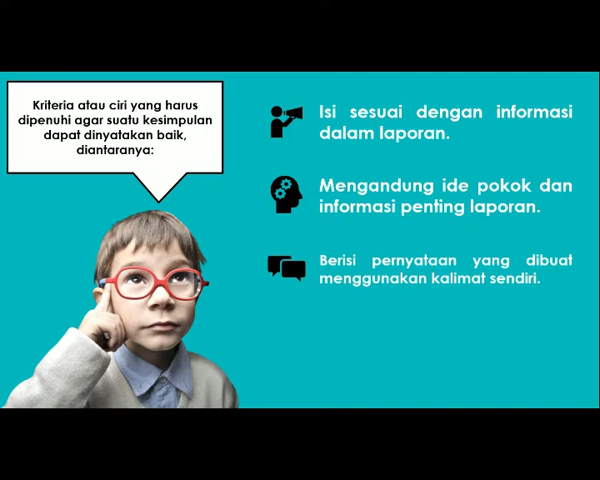 Kriteria atau ciri yang harus
dipenuhi agar suatu kesimpulan
dapat dinyatakan baik,
diantaranya:
Isi sesuai dengan informasi
dalam laporan.
Mengandung ide pokok dan
informasi penting laporan.
Berisi pernyataan yang dibuat
menggunakan kalimat sendiri.